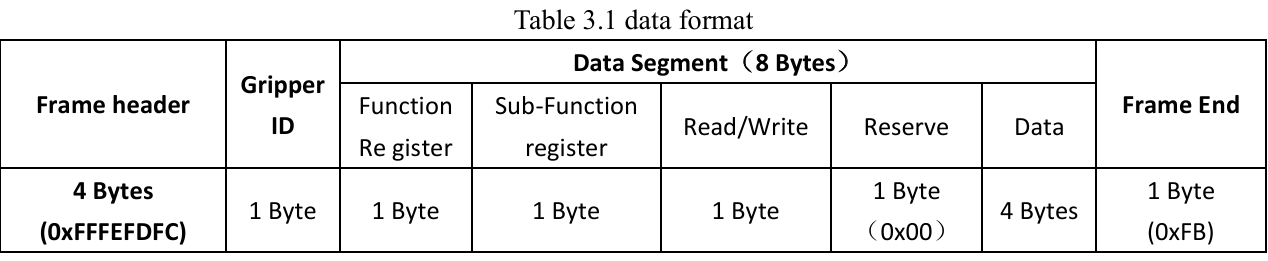 Table 3.1 data format
Frame header
Gripper
ID
Data Segment（8 Bytes）
Frame End
Function
Re gister
Sub-Function
register
Read/Write
Reserve
Data
4 Bytes
(0xFFFEFDFC)
1 Byte
1 Byte
1 Byte
1 Byte
1 Byte
（0x00）
4 Bytes
1 Byte
(0xFB)